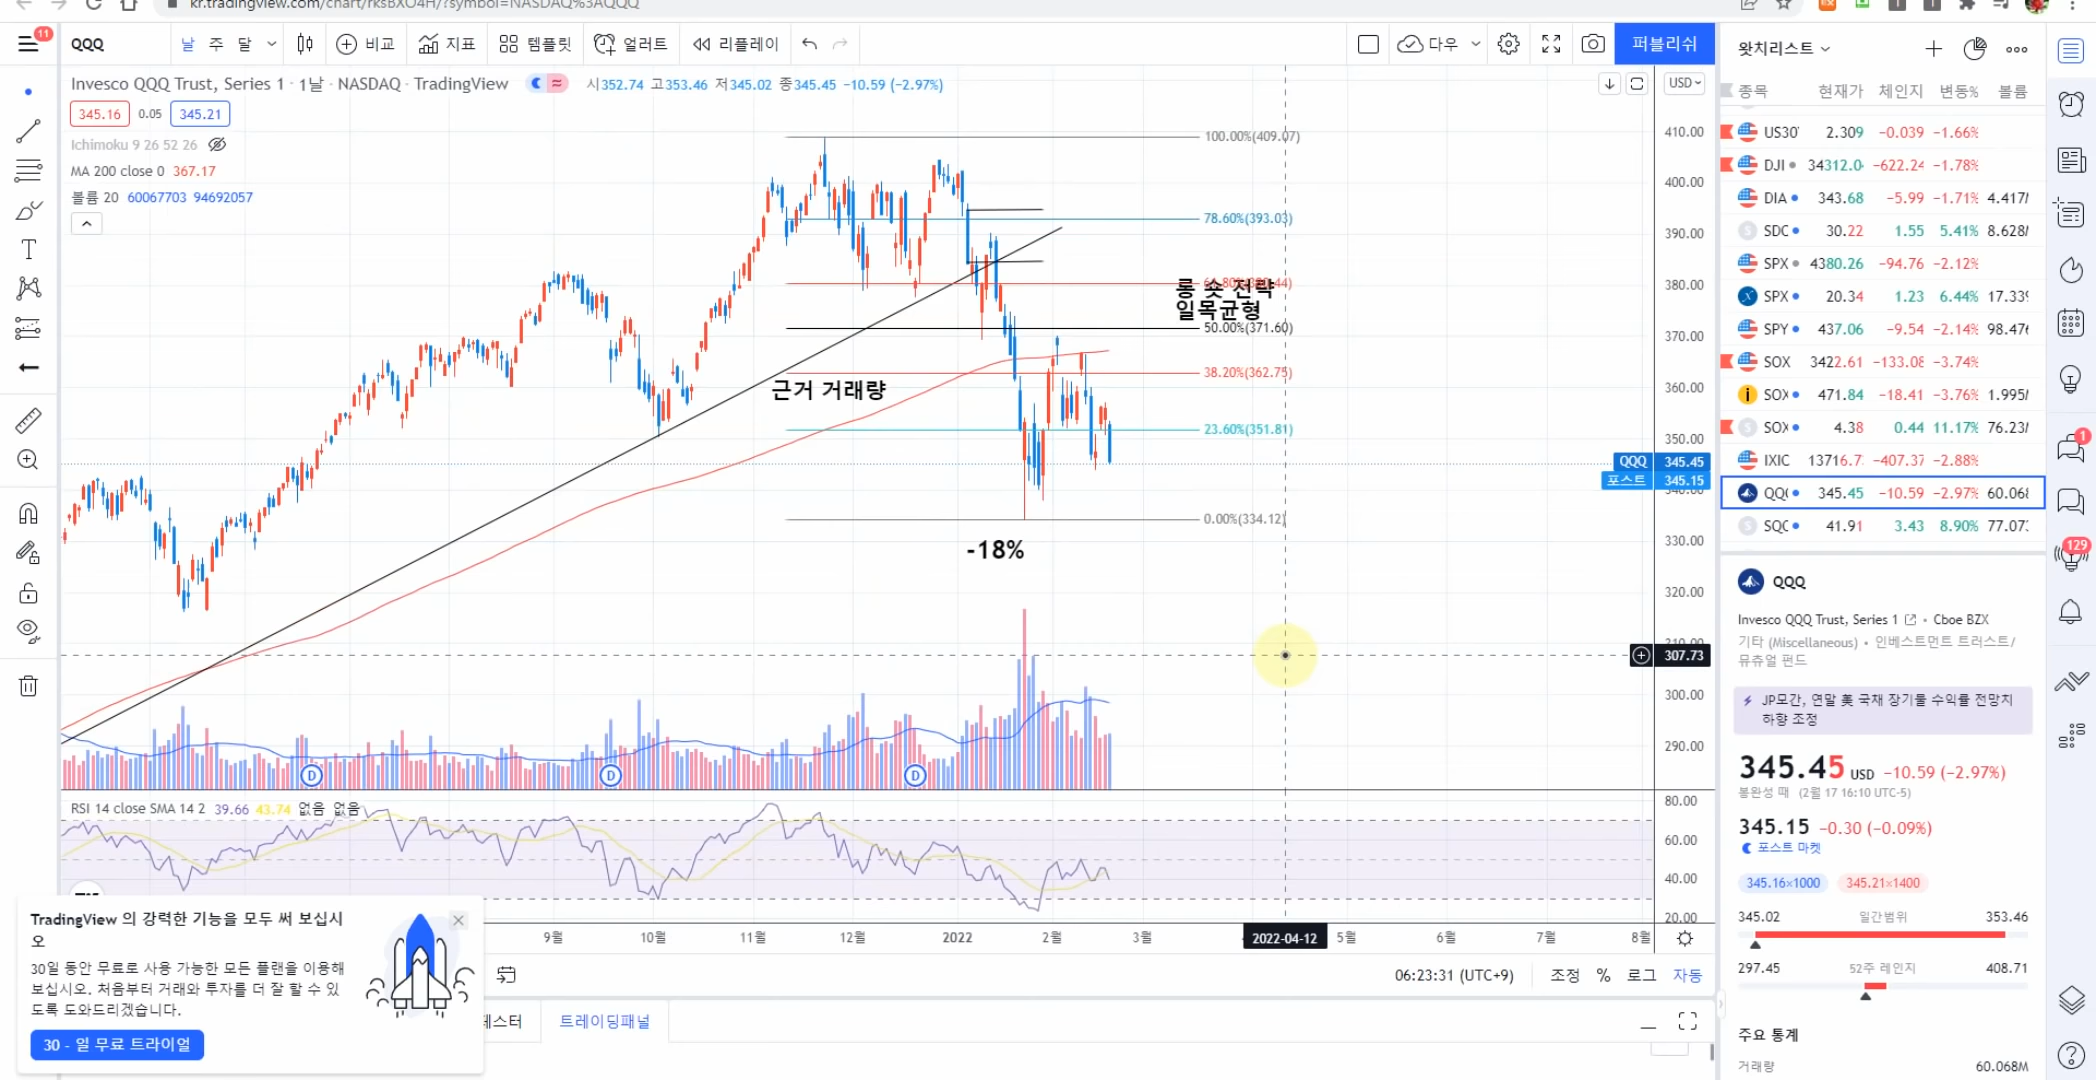 kr.tradingview.com/chart/rksBXO4H/?symbol=NASDAQ%3AQQQ
11
QQQ
날 주 달
비교
지표
템플릿
얼러트
리플레이
다우
퍼블리쉬
Invesco QQQ Trust, Series 1 · 1날 · NASDAQ · TradingView
시352.74 고353.46 저345.02 종345.45 −10.59 (−2.97%)
345.16 0.05 345.21
Ichimoku 9 26 52 26
MA 200 close 0 367.17
볼륨 20 60067703 94692057
USD
410.00
400.00
390.00
380.00
370.00
360.00
350.00
340.00
330.00
320.00
310.00
300.00
290.00
100.00%(409.07)
78.60%(393.03)
롱 숏 전략
일목균형
50.00%(371.60)
38.20%(362.75)
근거 거래량
23.60%(351.81)
QQQ 345.45
포스트 345.15
0.00%(334.12)
-18%
307.73
D
D
D
RSI 14 close SMA 14 2 39.66 43.74 없음 없음
80.00
60.00
40.00
20.00
9월 10월 11월 12월 2022 2월 3월 2022-04-12 5월 6월 7월 8월
06:23:31 (UTC+9) 조정 % 로그 자동
테스터
트레이딩패널
TradingView 의 강력한 기능을 모두 써 보십시
오
30일 동안 무료로 사용 가능한 모든 플랜을 이용해
보십시오. 처음부터 거래와 투자를 더 잘 할 수 있
도록 도와드리겠습니다.
30 - 일 무료 트라이얼
왓치리스트
종목 현재가 체인지 변동% 볼륨
US30 2.309 −0.039 −1.66%
DJI 34312.0 −622.24 −1.78%
DIA 343.68 −5.99 −1.71% 4.417
SDC 30.22 1.55 5.41% 8.628
SPX 4380.26 −94.76 −2.12%
SPX 20.34 1.23 6.44% 17.33
SPY 437.06 −9.54 −2.14% 98.47
SOX 3422.61 −133.08 −3.74%
SOX 471.84 −18.41 −3.76% 1.995
SOX 4.38 0.44 11.17% 76.23
IXIC 13716.7 −407.37 −2.88%
QQ 345.45 −10.59 −2.97% 60.068
SQC 41.91 3.43 8.90% 77.07
QQQ
Invesco QQQ Trust, Series 1 • Cboe BZX
기타 (Miscellaneous) • 인베스트먼트 트러스트/
뮤츄얼 펀드
JP모간, 연말 美 국채 장기물 수익률 전망치
하향 조정
345.45 USD −10.59 (−2.97%)
봉완성 때 (2월 17 16:10 UTC-5)
345.15 −0.30 (−0.09%)
포스트 마켓
345.16×1000 345.21×1400
345.02 일간범위 353.46
297.45 52주 레인지 408.71
주요 통계
거래량 60.068M
1
129